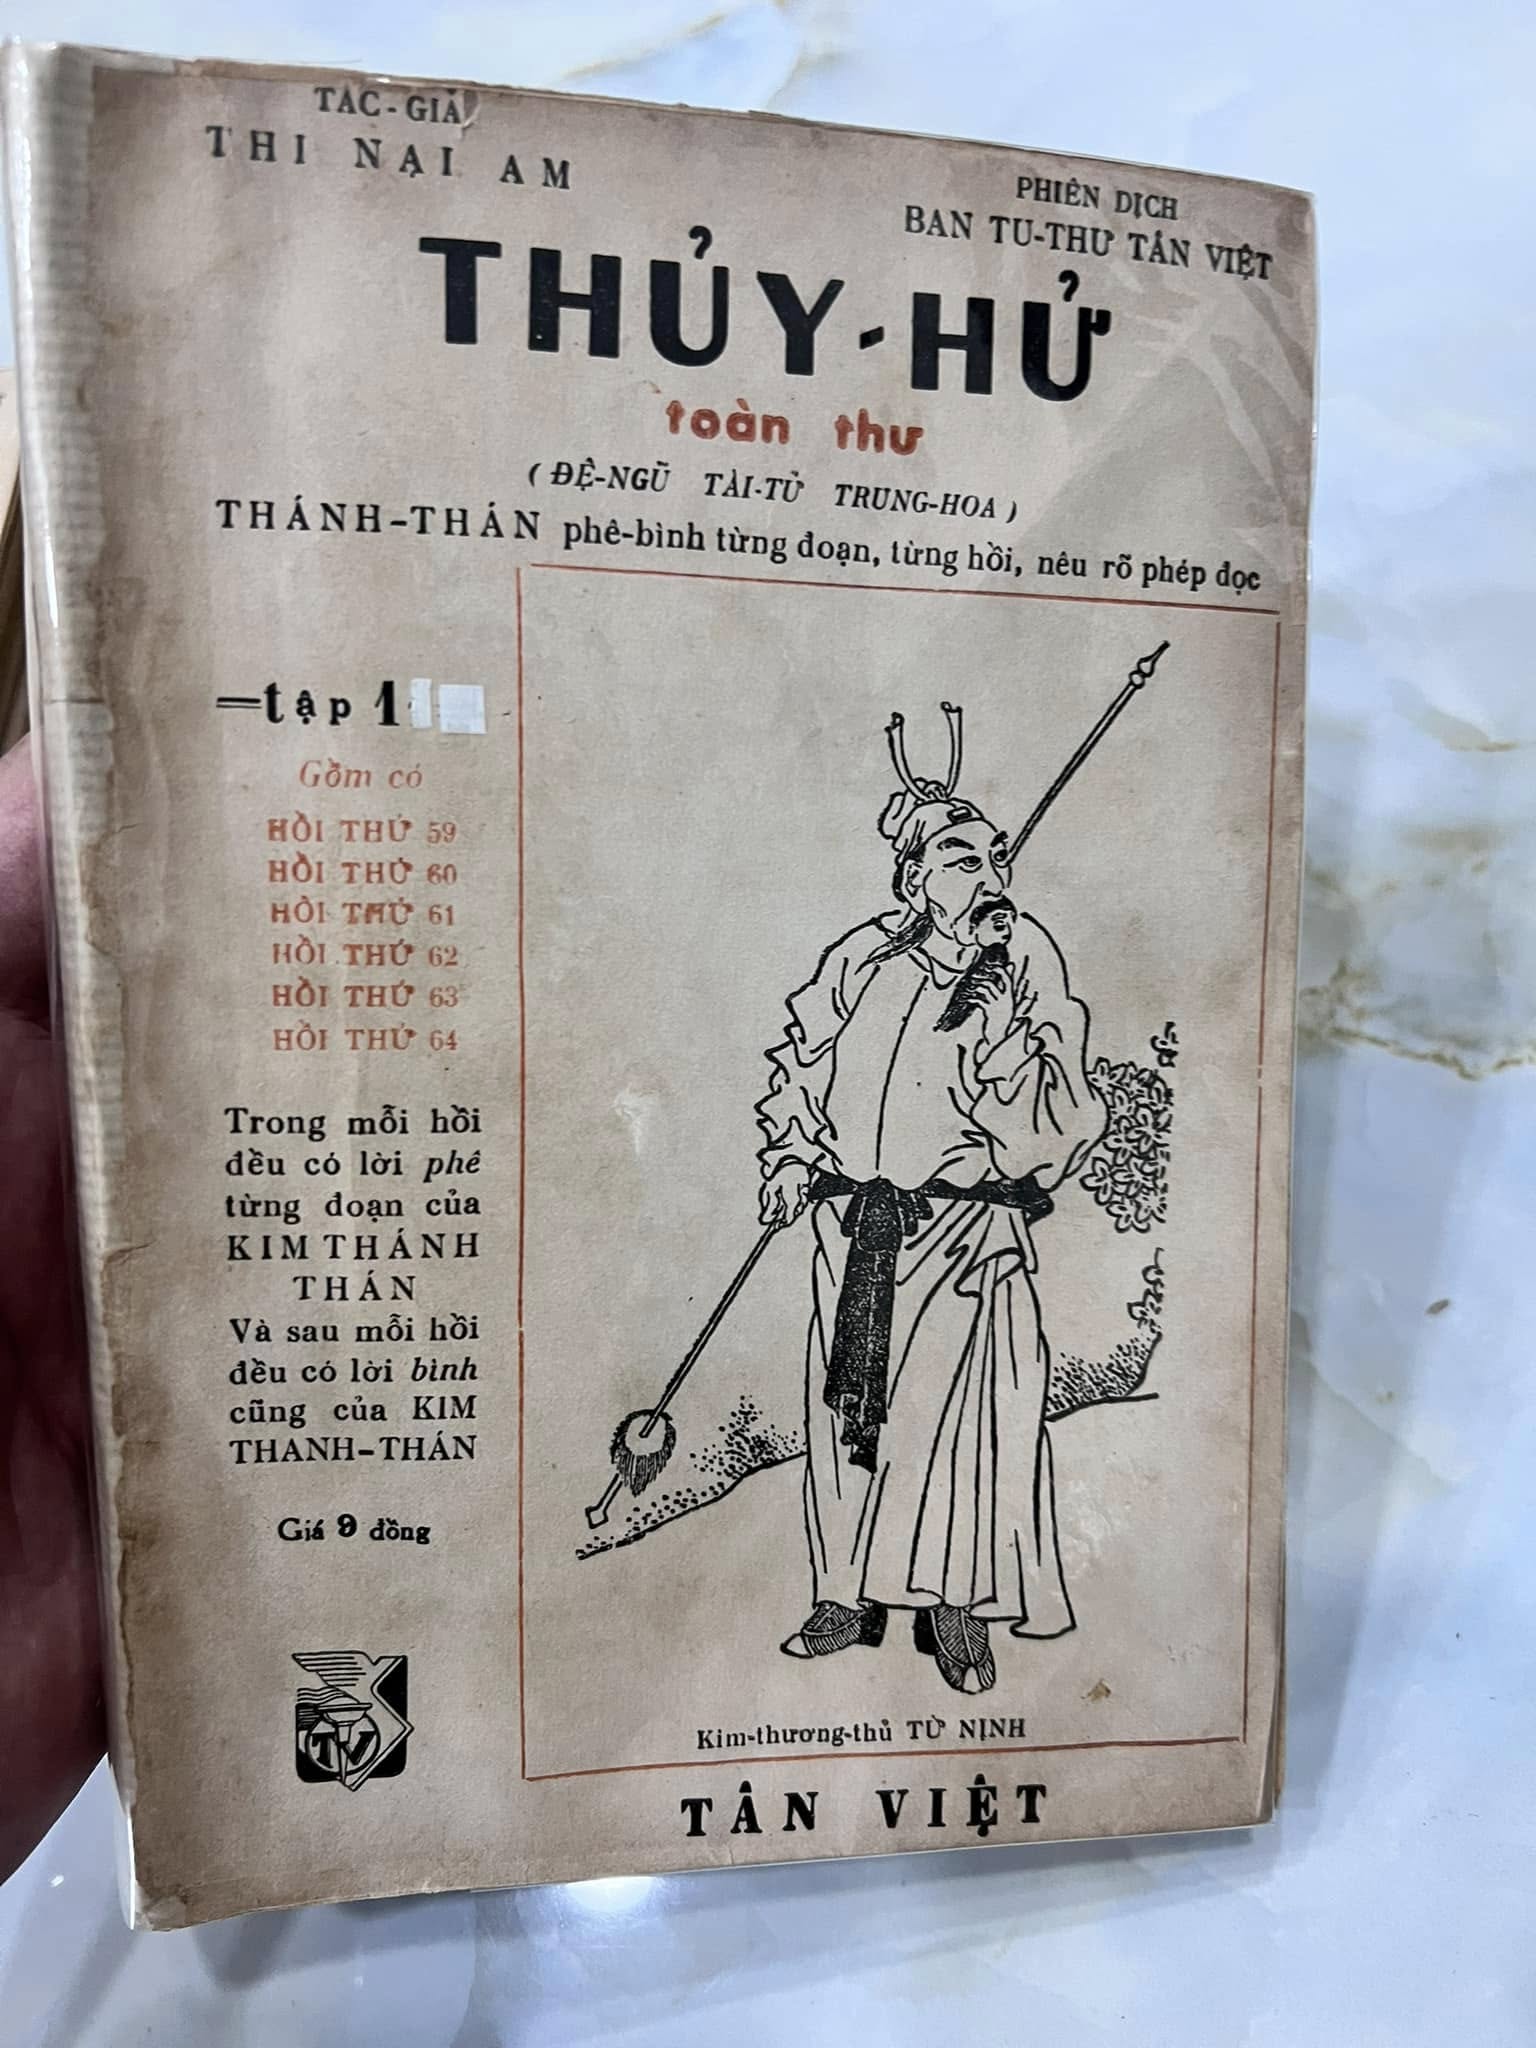 TÁC-GIẢ
THI NẠI AM
PHIÊN DỊCH
BAN TU-THƯ TÂN VIỆT
THỦY-HỬ
toàn thư
(ĐỆ-NGŨ TÀI-TỬ TRUNG-HOA)
THÁNH-THÁN phê-bình từng đoạn, từng hồi, nêu rõ phép đọc
=tập 1
Gồm có
HỒI THỨ 59
HỒI THỨ 60
HỒI THỨ 61
HỒI THỨ 62
HỒI THỨ 63
HỒI THỨ 64
Trong mỗi hồi
đều có lời phê
từng đoạn của
KIM THÁNH
THÁN
Và sau mỗi hồi
đều có lời bình
cũng của KIM
THANH-THÁN
Giá 9 đồng
TV
Kim-thương-thủ TỪ NỊNH
TÂN VIỆT